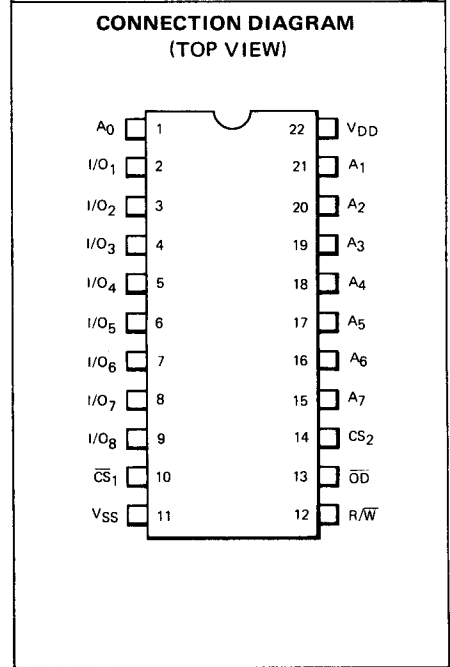 CONNECTION DIAGRAM
(TOP VIEW)
A0 1 22 VDD
I/O1 2 21 A1
I/O2 3 20 A2
I/O3 4 19 A3
I/O4 5 18 A4
I/O5 6 17 A5
I/O6 7 16 A6
I/O7 8 15 A7
I/O8 9 14 CS2
C̅S̅1 10 13 O̅D̅
VSS 11 12 R/W̅